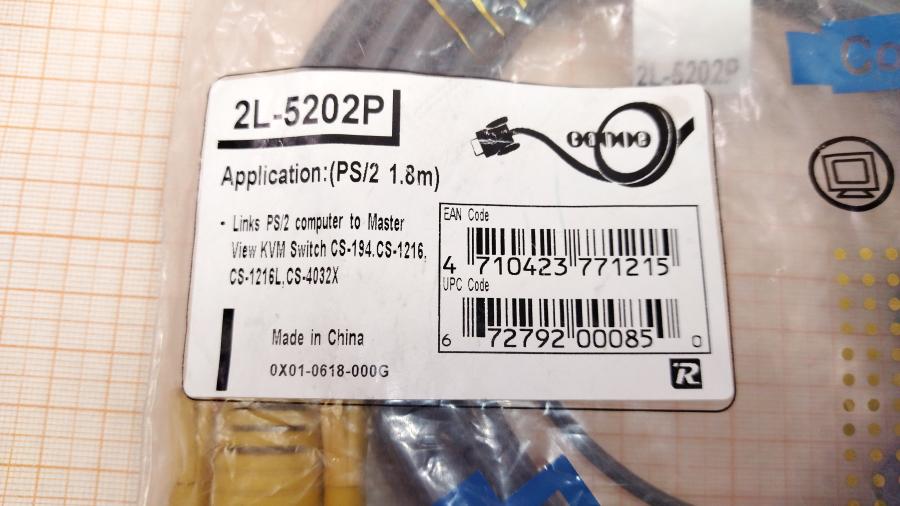 2L-5202P
Co
2L-5202P
Application:(PS/2 1.8m)
· Links PS/2 computer to Master
View KVM Switch CS-194.CS-1216,
CS-1216L,CS-4032X
Made in China
0X01-0618-000G
EAN Code
4 710423 771215
UPC Code
6 72792 00085 0
R